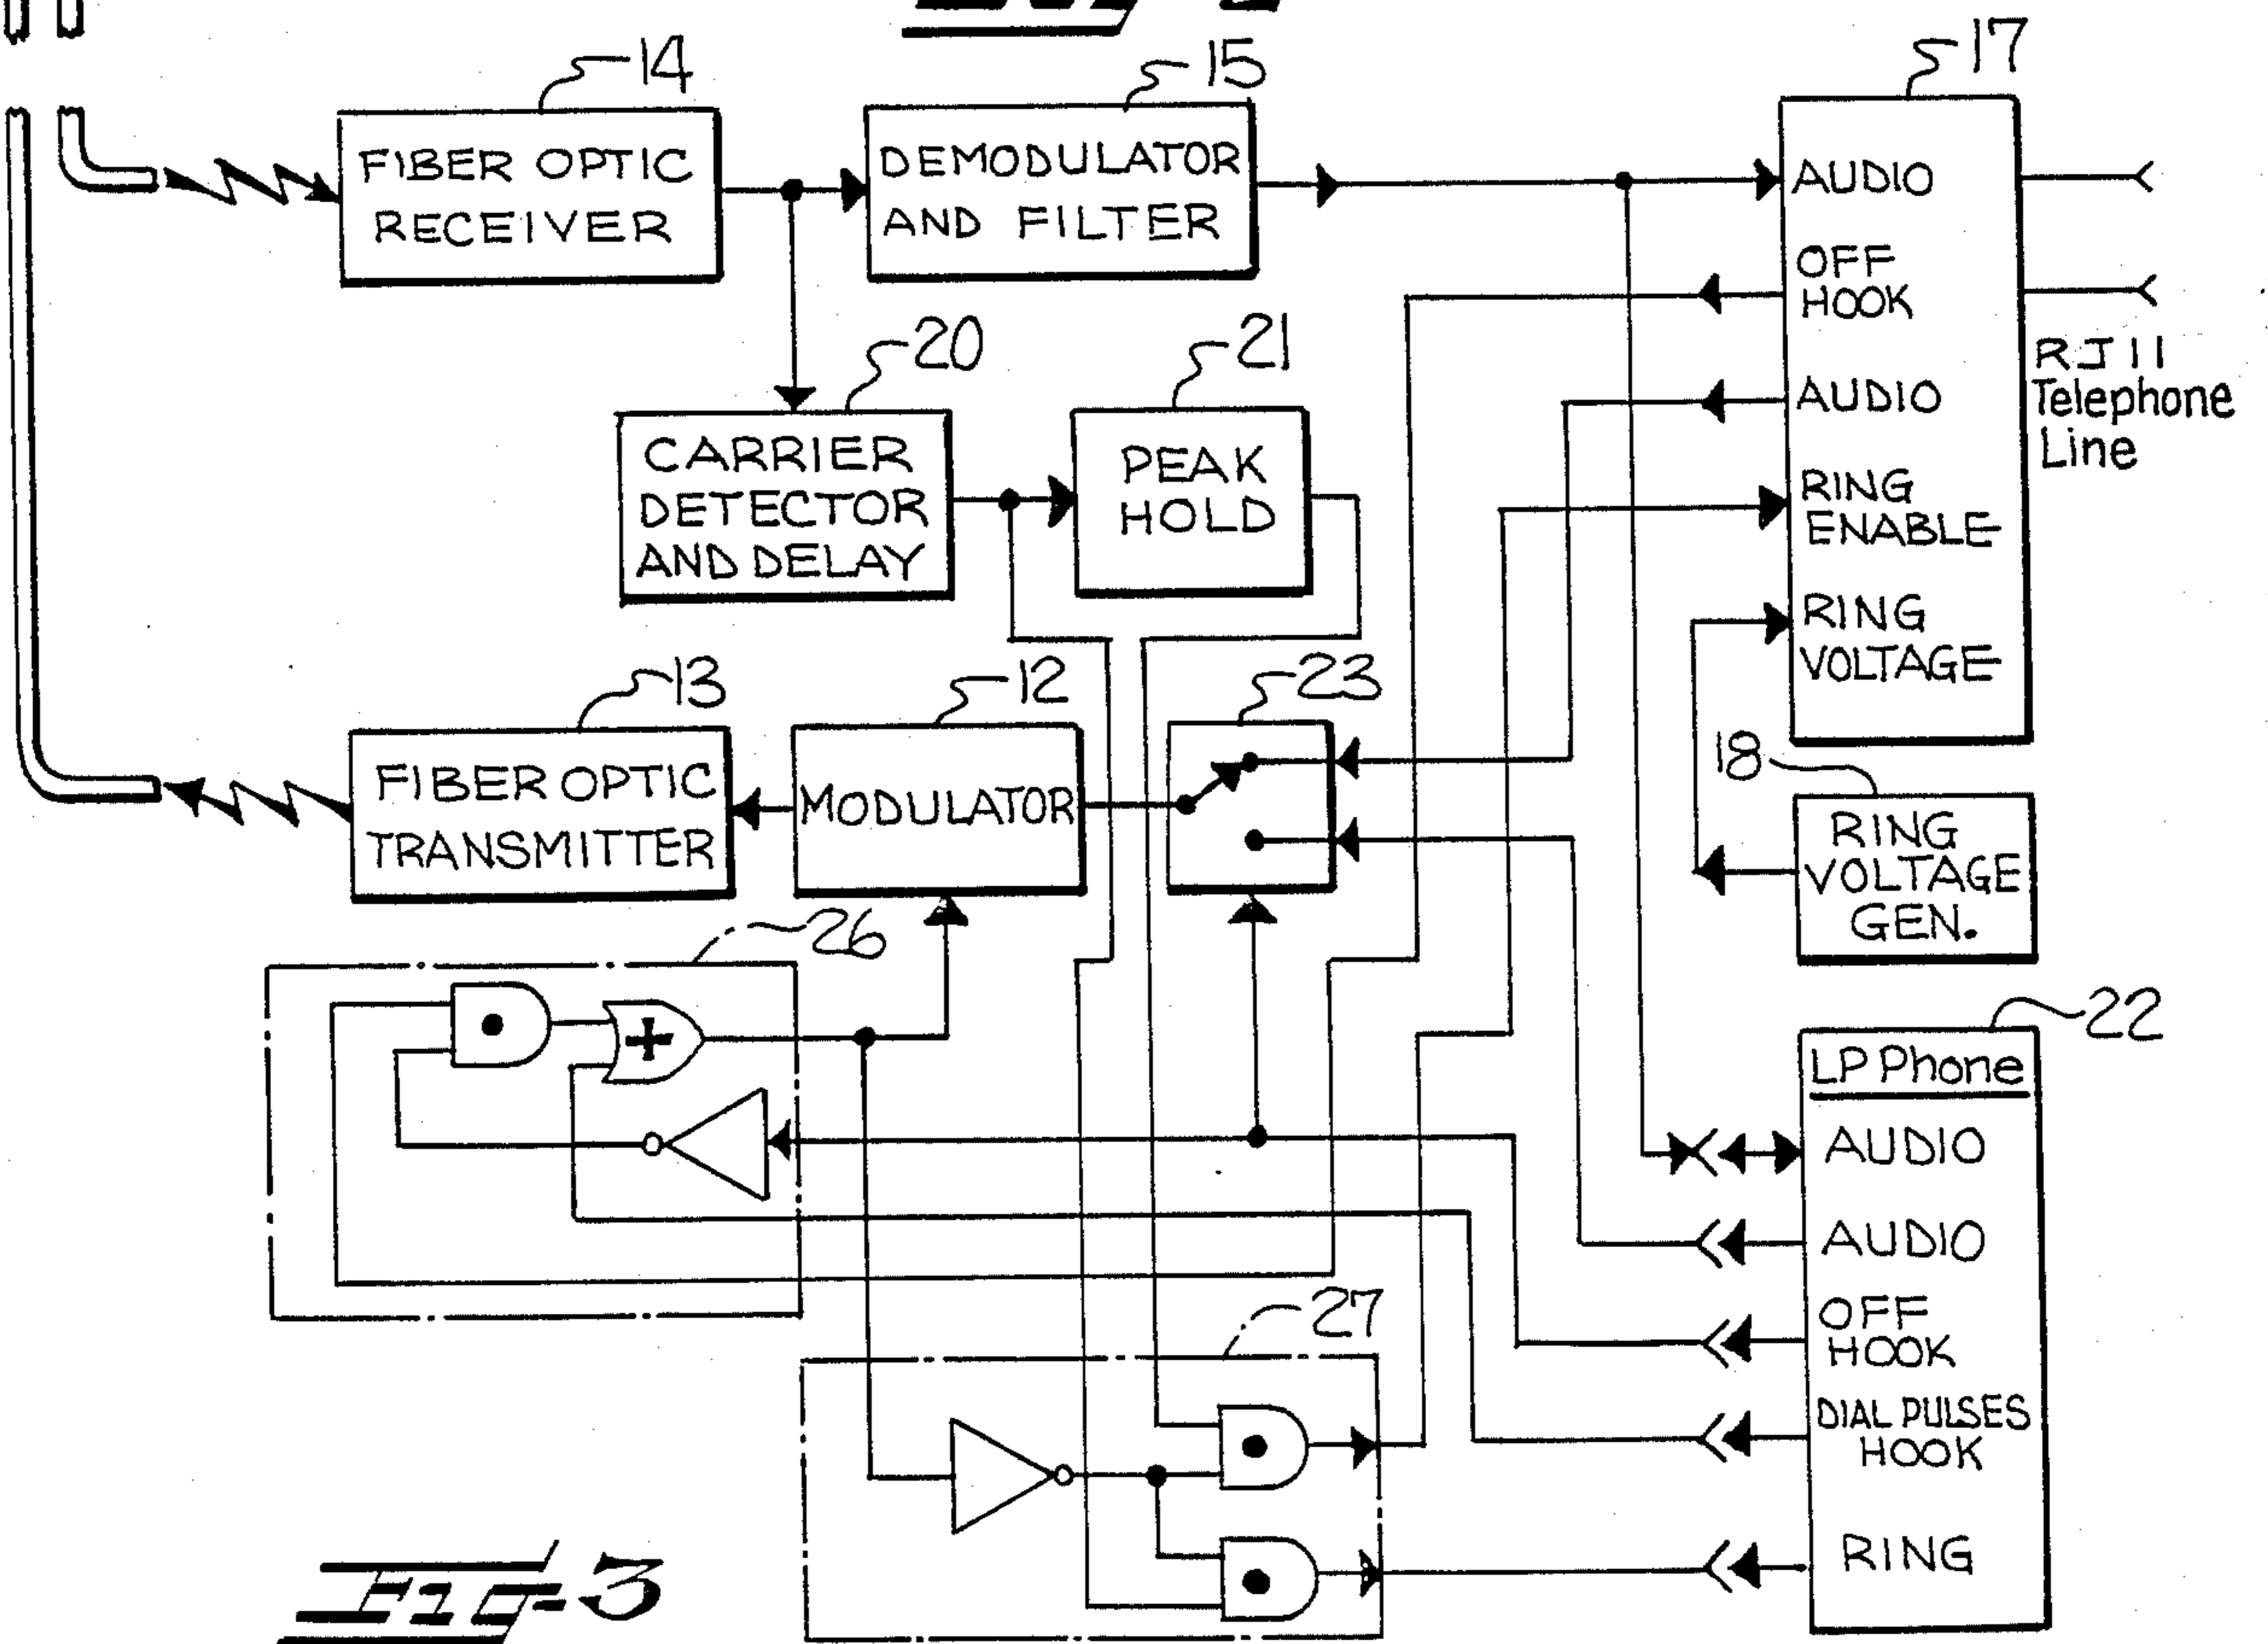 14
15
17
FIBER OPTIC
RECEIVER
DEMODULATOR
AND FILTER
AUDIO
OFF
HOOK
AUDIO
RING
ENABLE
RING
VOLTAGE
RJ11
Telephone
Line
20
21
CARRIER
DETECTOR
AND DELAY
PEAK
HOLD
13
12
23
18
FIBER OPTIC
TRANSMITTER
MODULATOR
RING
VOLTAGE
GEN.
26
+
22
LP Phone
AUDIO
AUDIO
OFF
HOOK
DIAL PULSES
HOOK
RING
27
FIG-3